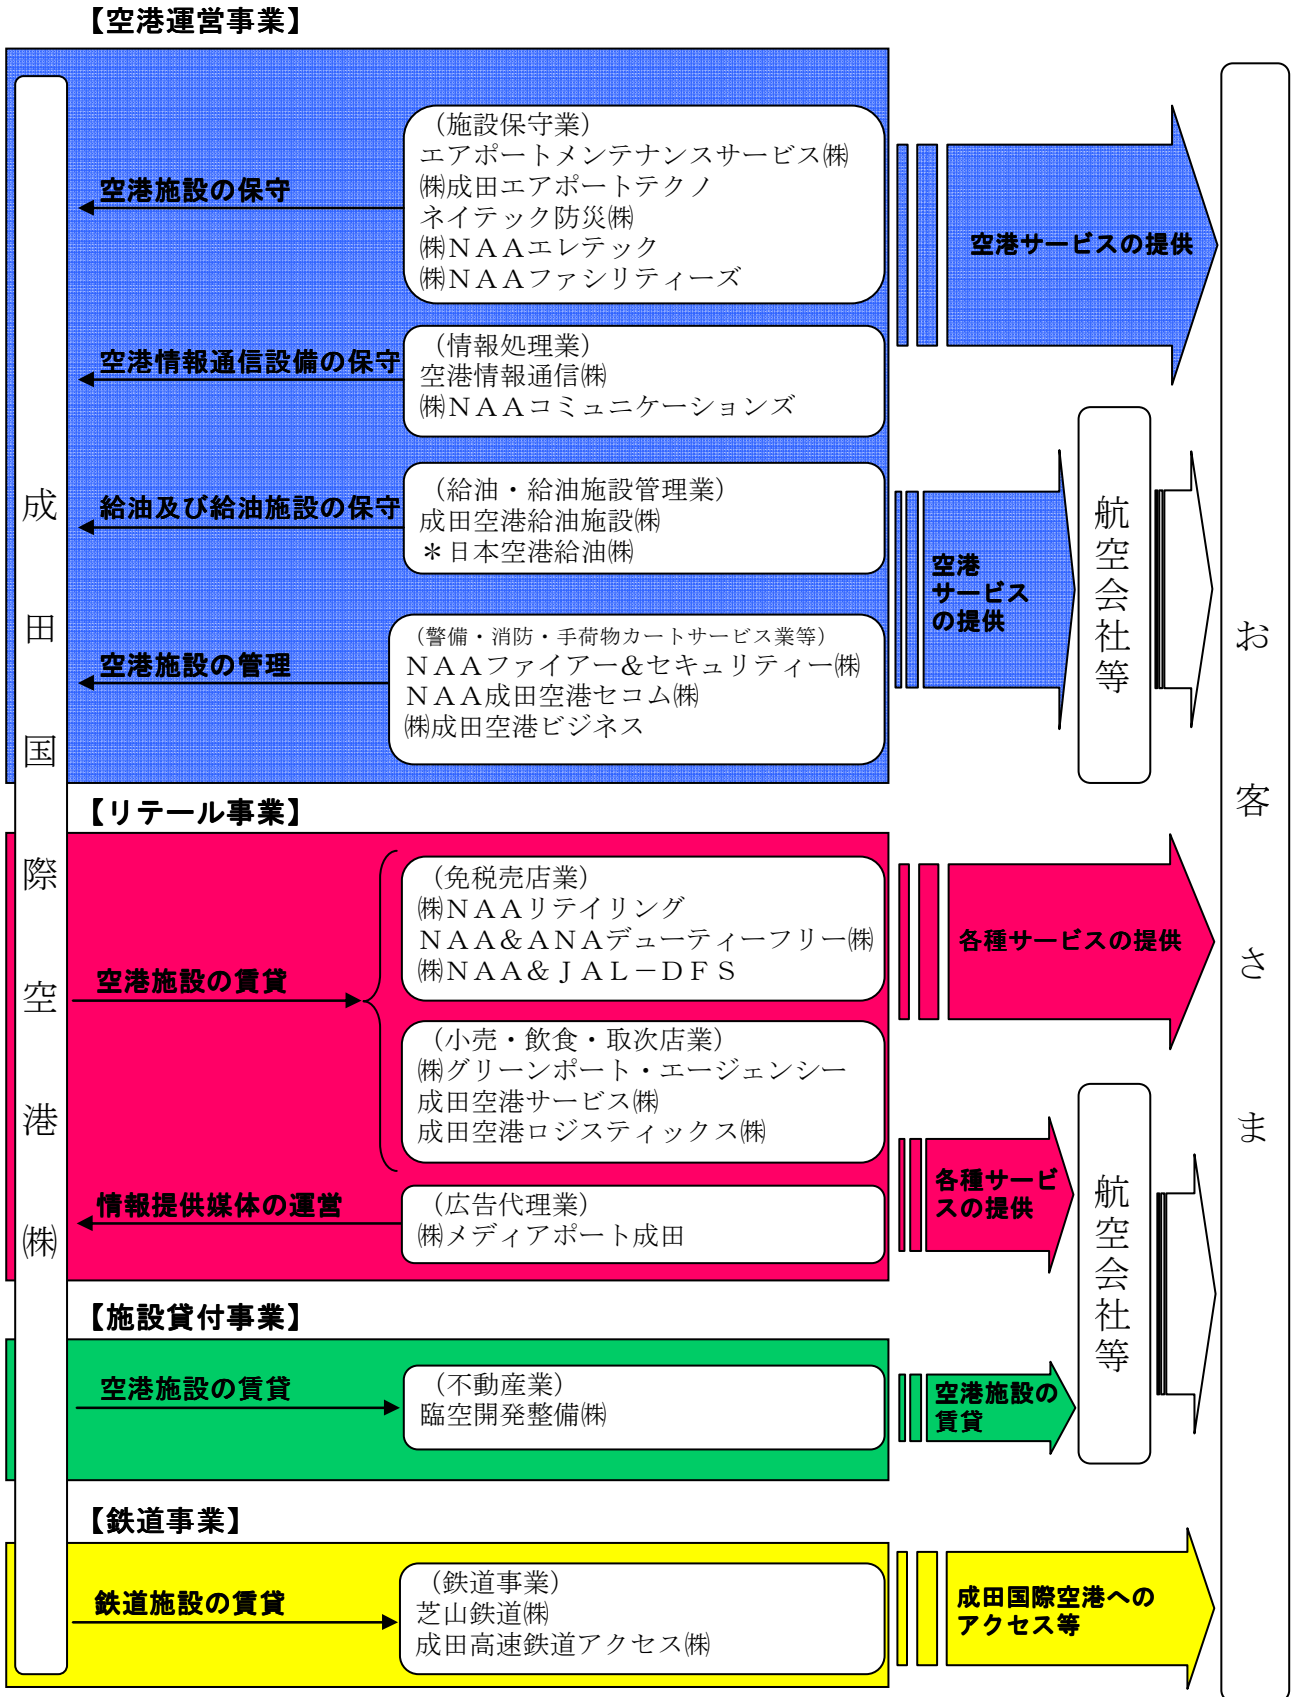 【空港運営事業】
成田国際空港㈱
空港施設の保守
（施設保守業）
エアポートメンテナンスサービス㈱
㈱成田エアポートテクノ
ネイテック防災㈱
㈱ＮＡＡエレテック
㈱ＮＡＡファシリティーズ
空港サービスの提供
空港情報通信設備の保守
（情報処理業）
空港情報通信㈱
㈱ＮＡＡコミュニケーションズ
給油及び給油施設の保守
（給油・給油施設管理業）
成田空港給油施設㈱
＊日本空港給油㈱
空港
サービス
の提供
航空会社等
お客さま
空港施設の管理
（警備・消防・手荷物カートサービス業等）
ＮＡＡファイアー＆セキュリティー㈱
ＮＡＡ成田空港セコム㈱
㈱成田空港ビジネス
【リテール事業】
空港施設の賃貸
（免税売店業）
㈱ＮＡＡリテイリング
ＮＡＡ＆ＡＮＡデューティーフリー㈱
㈱ＮＡＡ＆ＪＡＬ－ＤＦＳ
各種サービスの提供
（小売・飲食・取次店業）
㈱グリーンポート・エージェンシー
成田空港サービス㈱
成田空港ロジスティックス㈱
情報提供媒体の運営
（広告代理業）
㈱メディアポート成田
各種サービ
スの提供
航空会社等
【施設貸付事業】
空港施設の賃貸
（不動産業）
臨空開発整備㈱
空港施設の
賃貸
【鉄道事業】
鉄道施設の賃貸
（鉄道事業）
芝山鉄道㈱
成田高速鉄道アクセス㈱
成田国際空港への
アクセス等